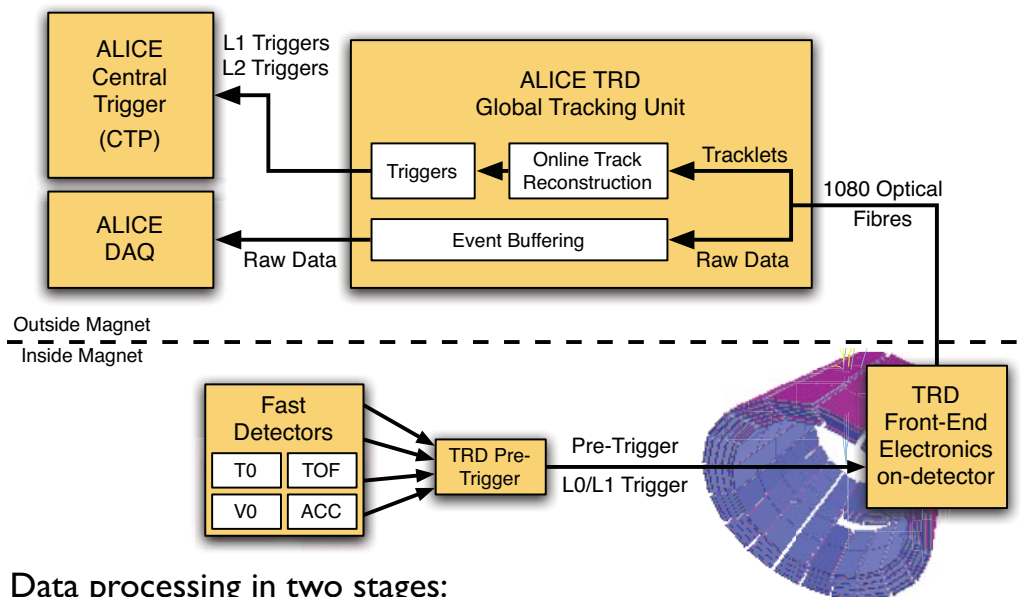 ALICE
Central
Trigger
(CTP)
L1 Triggers
L2 Triggers
ALICE TRD
Global Tracking Unit
Triggers
Online Track
Reconstruction
Tracklets
1080 Optical
Fibres
ALICE
DAQ
Raw Data
Event Buffering
Raw Data
Outside Magnet
Inside Magnet
Fast
Detectors
T0
TOF
V0
ACC
TRD Pre-
Trigger
Pre-Trigger
L0/L1 Trigger
TRD
Front-End
Electronics
on-detector
Data processing in two stages: